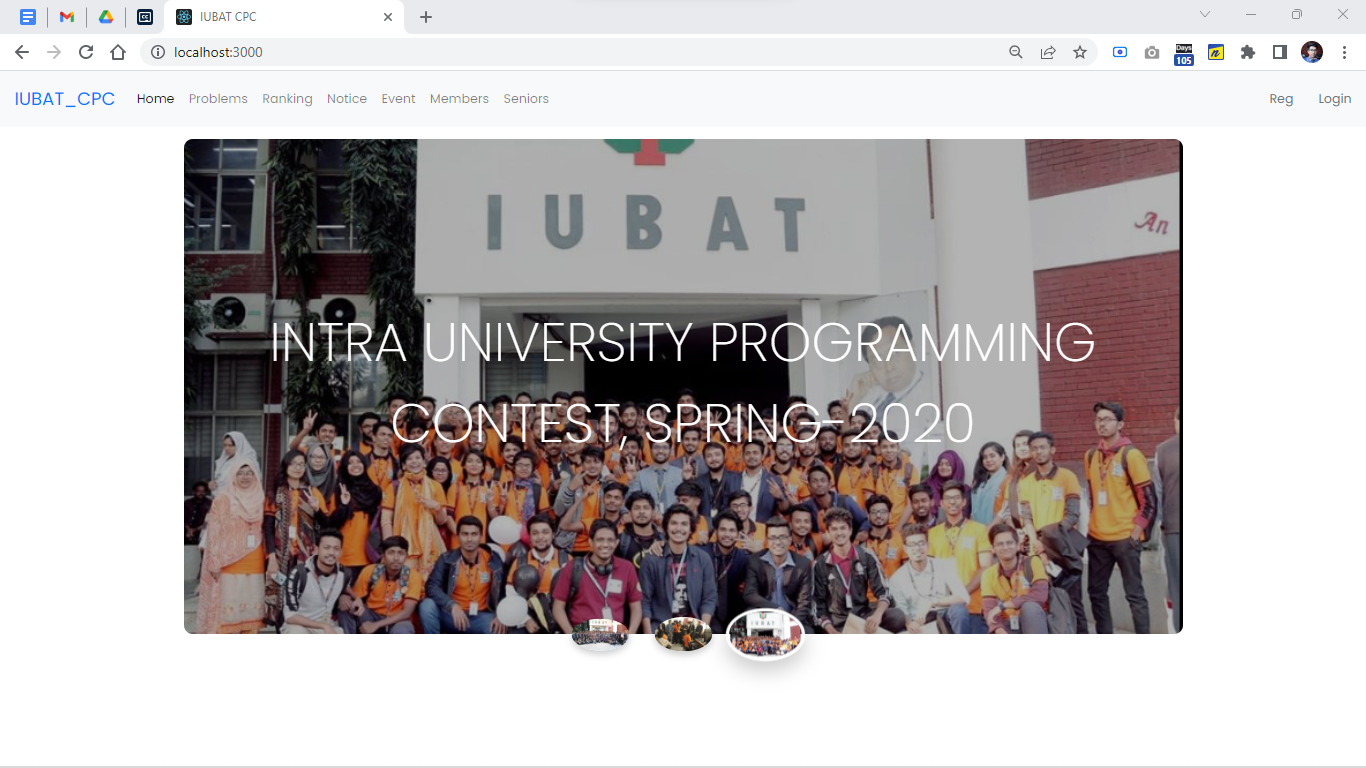 IUBAT CPC
localhost:3000
Days
105
IUBAT_CPC Home Problems Ranking Notice Event Members Seniors Reg Login
IUBAT
An
INTRA UNIVERSITY PROGRAMMING
CONTEST, SPRING-2020
IUBAT